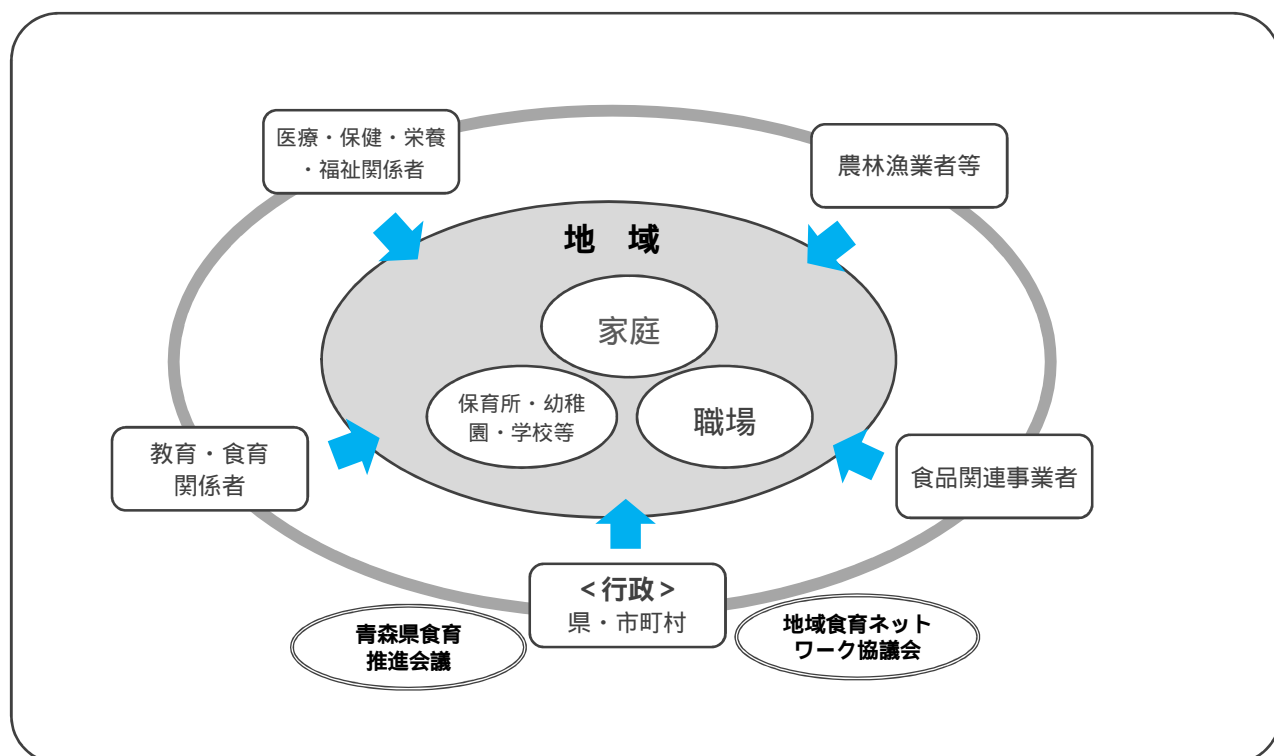 医療・保健・栄養
・福祉関係者
農林漁業者等
地　域
家庭
保育所・幼稚
園・学校等
職場
教育・食育
関係者
食品関連事業者
＜行政＞
県・市町村
青森県食育
推進会議
地域食育ネット
ワーク協議会